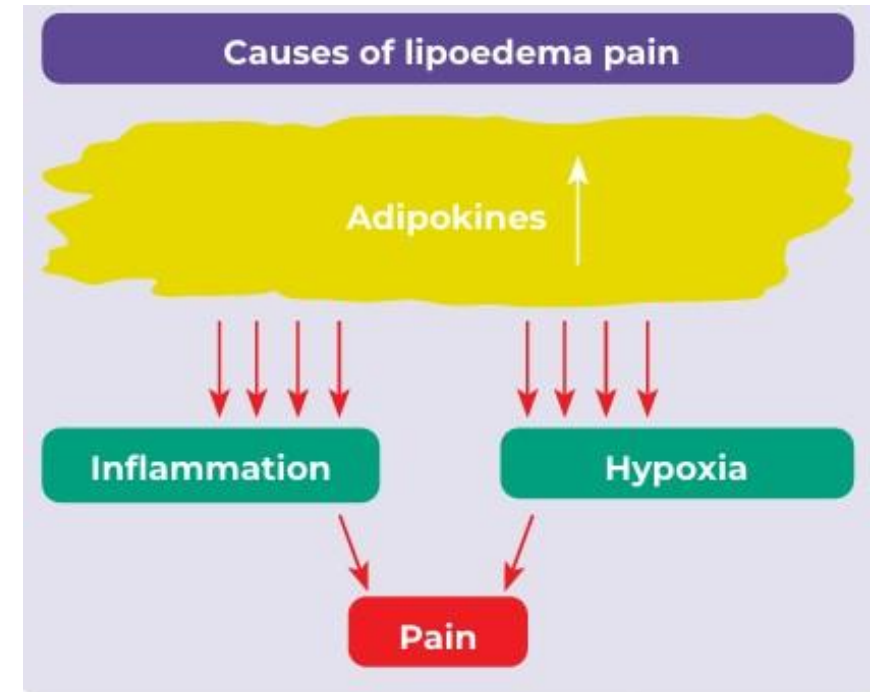 Causes of lipoedema pain
Adipokines
Inflammation
Hypoxia
Pain